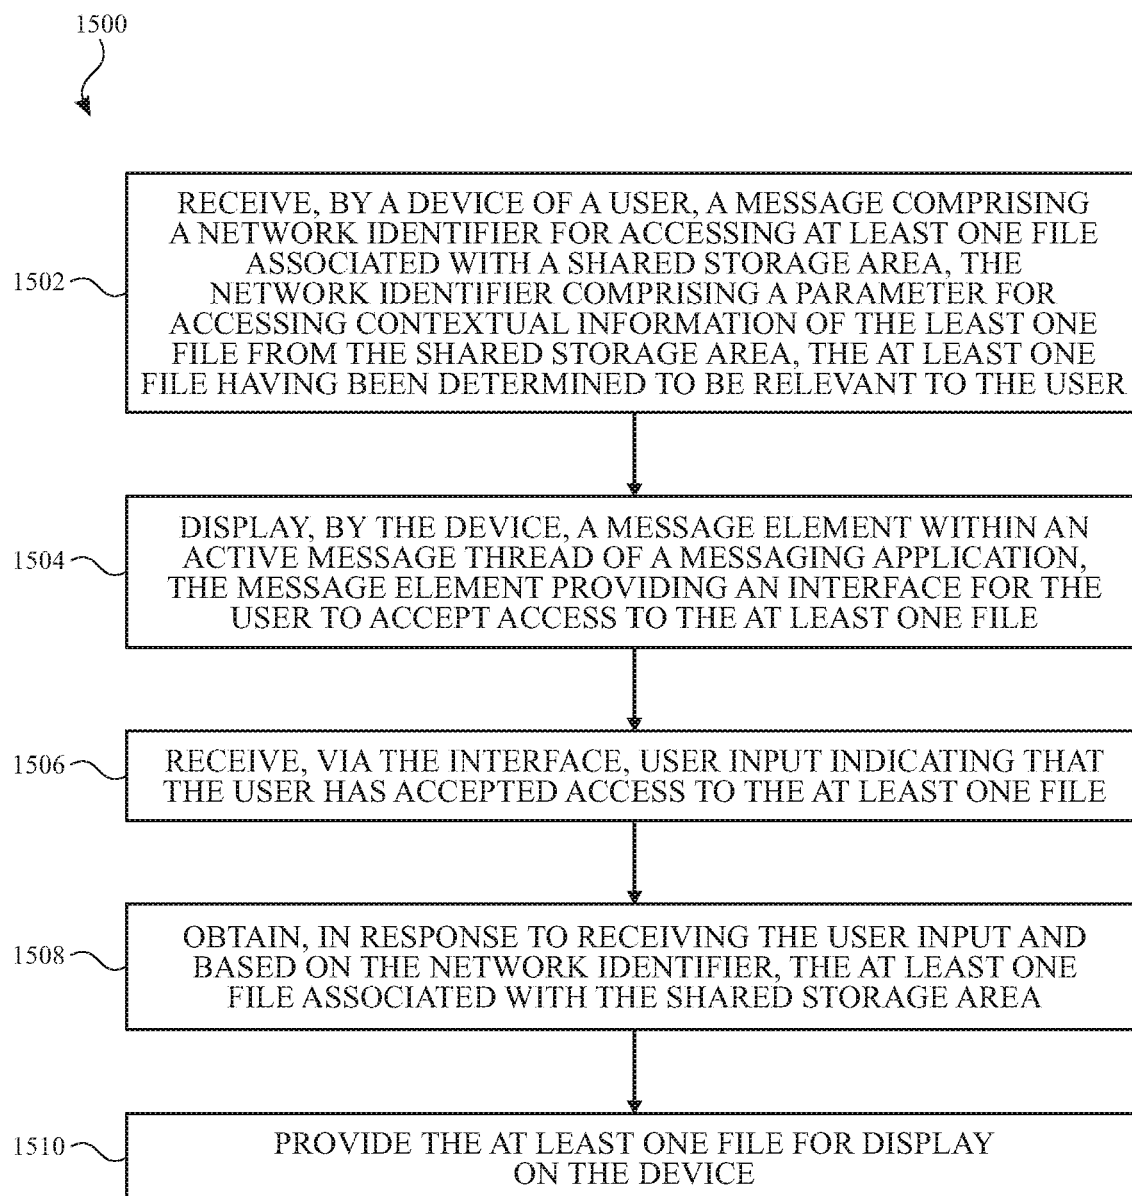 1500
1502
RECEIVE, BY A DEVICE OF A USER, A MESSAGE COMPRISING
A NETWORK IDENTIFIER FOR ACCESSING AT LEAST ONE FILE
ASSOCIATED WITH A SHARED STORAGE AREA, THE
NETWORK IDENTIFIER COMPRISING A PARAMETER FOR
ACCESSING CONTEXTUAL INFORMATION OF THE LEAST ONE
FILE FROM THE SHARED STORAGE AREA, THE AT LEAST ONE
FILE HAVING BEEN DETERMINED TO BE RELEVANT TO THE USER
1504
DISPLAY, BY THE DEVICE, A MESSAGE ELEMENT WITHIN AN
ACTIVE MESSAGE THREAD OF A MESSAGING APPLICATION,
THE MESSAGE ELEMENT PROVIDING AN INTERFACE FOR THE
USER TO ACCEPT ACCESS TO THE AT LEAST ONE FILE
1506
RECEIVE, VIA THE INTERFACE, USER INPUT INDICATING THAT
THE USER HAS ACCEPTED ACCESS TO THE AT LEAST ONE FILE
1508
OBTAIN, IN RESPONSE TO RECEIVING THE USER INPUT AND
BASED ON THE NETWORK IDENTIFIER, THE AT LEAST ONE
FILE ASSOCIATED WITH THE SHARED STORAGE AREA
1510
PROVIDE THE AT LEAST ONE FILE FOR DISPLAY
ON THE DEVICE